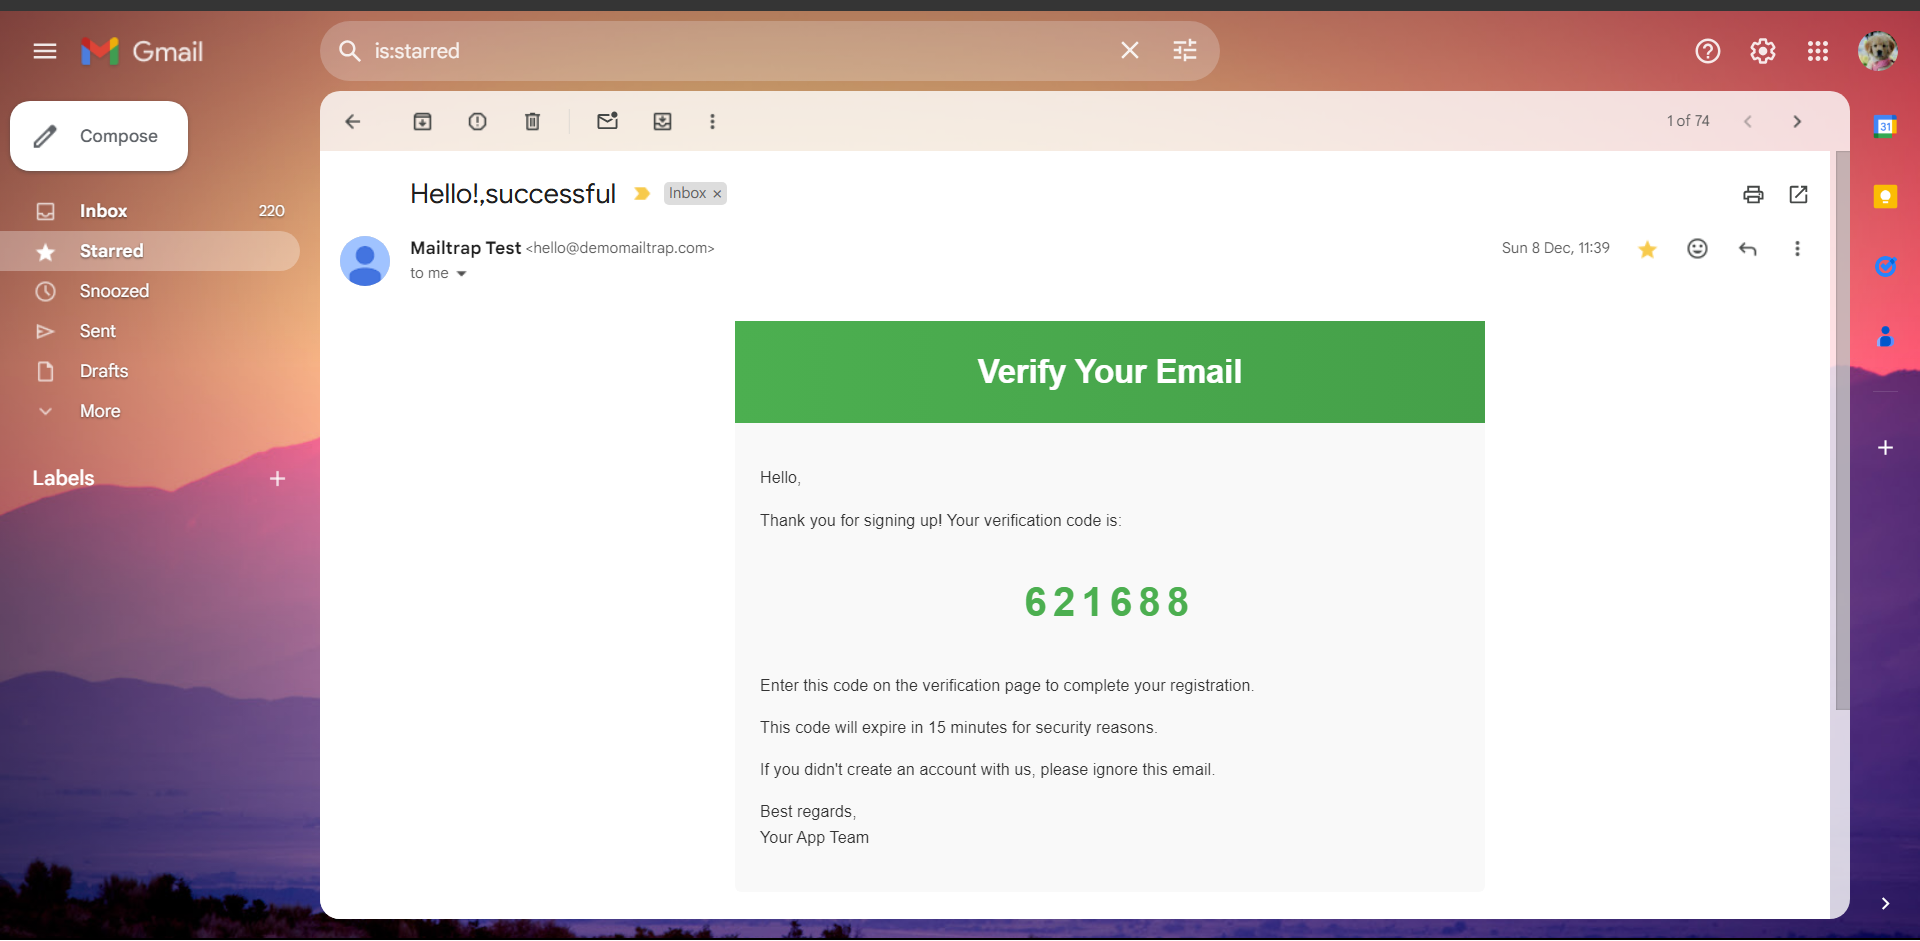 Gmail
is:starred
Compose
Inbox 220
Starred
Snoozed
Sent
Drafts
More
Labels
1 of 74
Hello!,successful
Inbox ×
Mailtrap Test <hello@demomailtrap.com>
Sun 8 Dec, 11:39
to me
Verify Your Email
Hello,
Thank you for signing up! Your verification code is:
621688
Enter this code on the verification page to complete your registration.
This code will expire in 15 minutes for security reasons.
If you didn't create an account with us, please ignore this email.
Best regards,
Your App Team
31